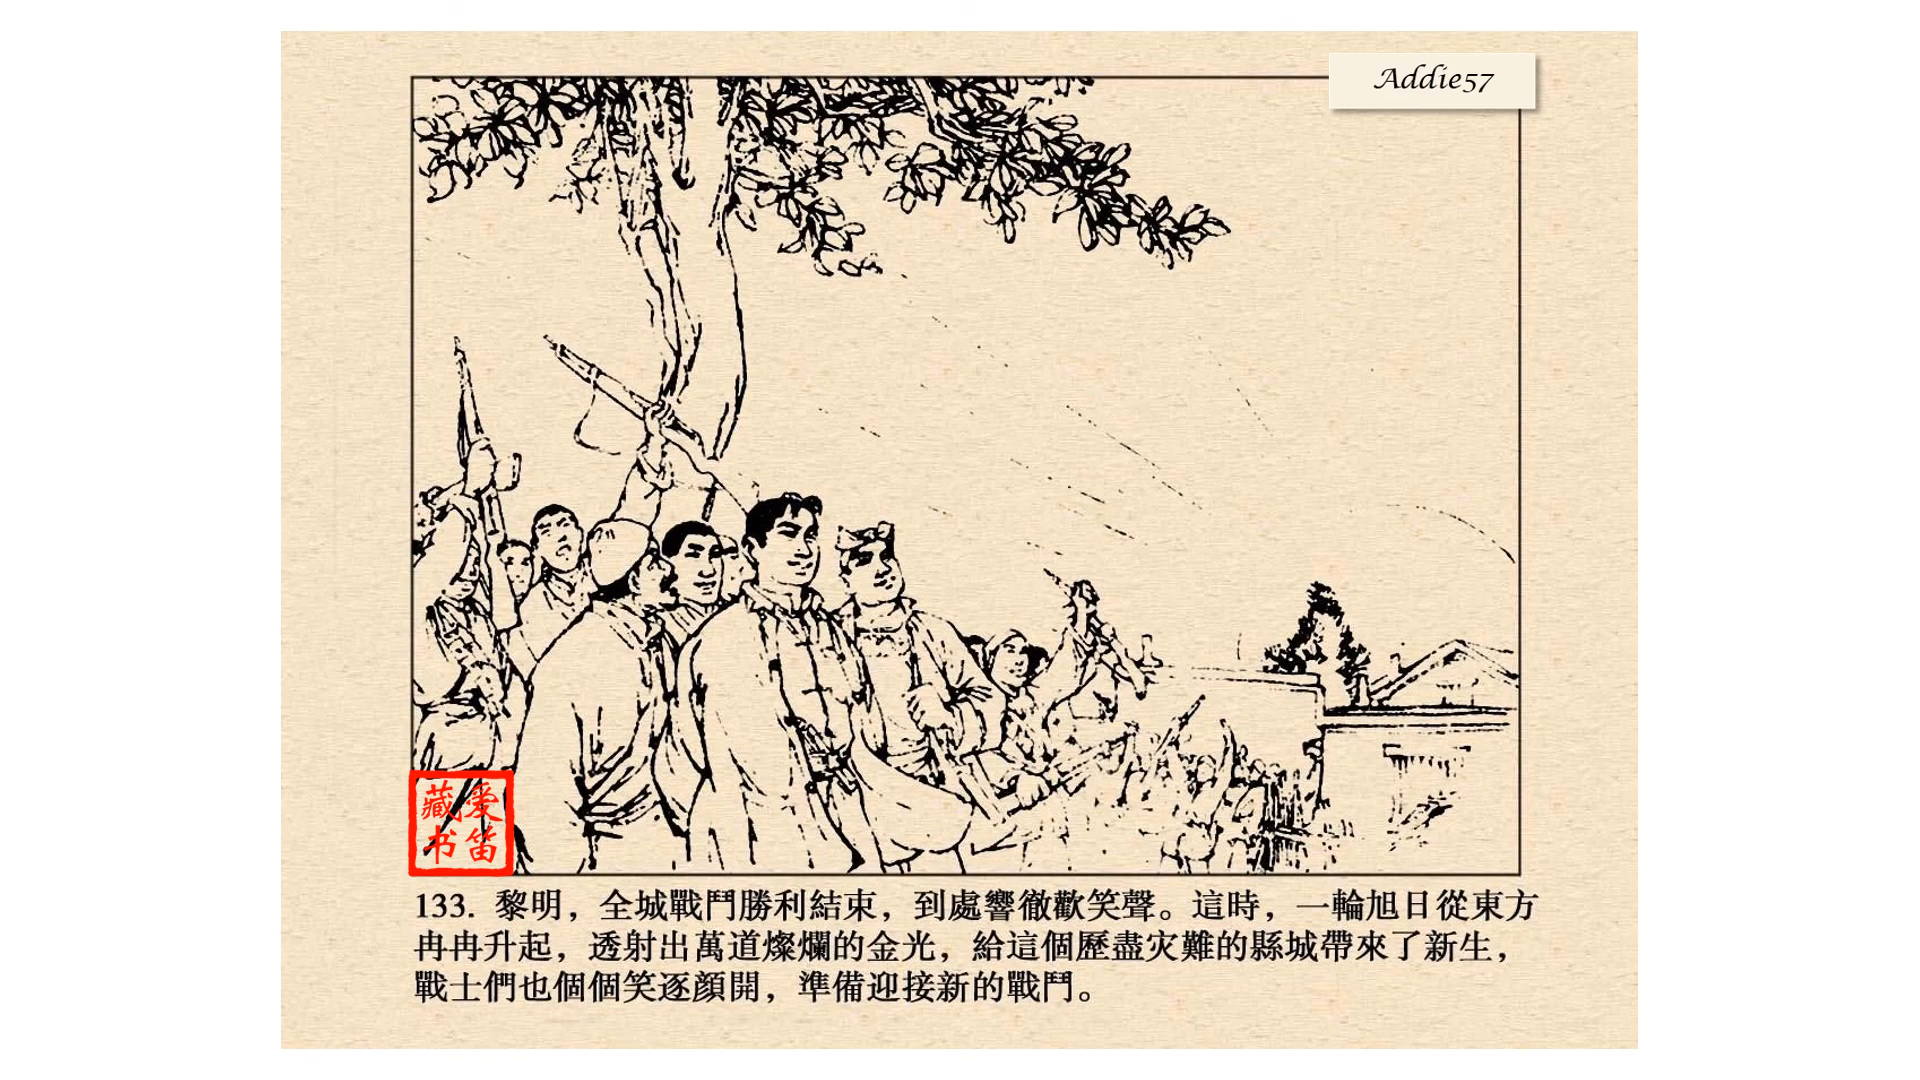 Addie57
爱笛
藏书
133. 黎明，全城戰鬥勝利結束，到處響徹歡笑聲。這時，一輪旭日從東方
冉冉升起，透射出萬道燦爛的金光，給這個歷盡灾難的縣城帶來了新生，
戰士們也個個笑逐顔開，準備迎接新的戰鬥。